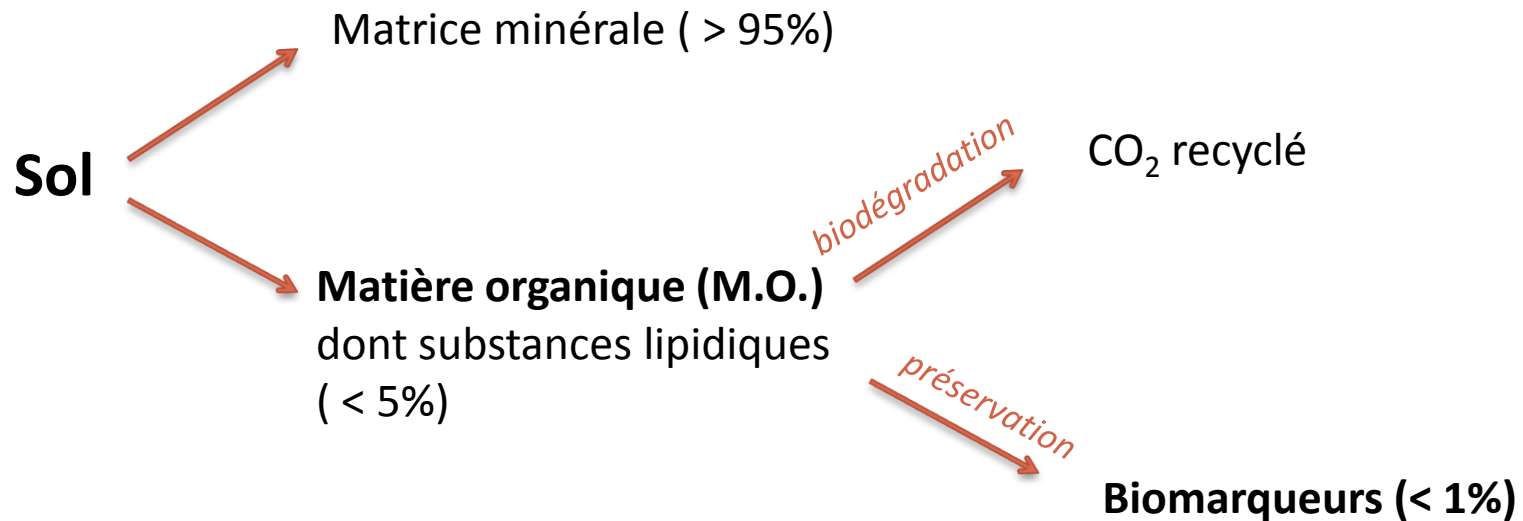 Matrice minérale ( > 95%)
Sol
biodégradation
CO₂ recyclé
Matière organique (M.O.)
dont substances lipidiques
( < 5%)
préservation
Biomarqueurs (< 1%)